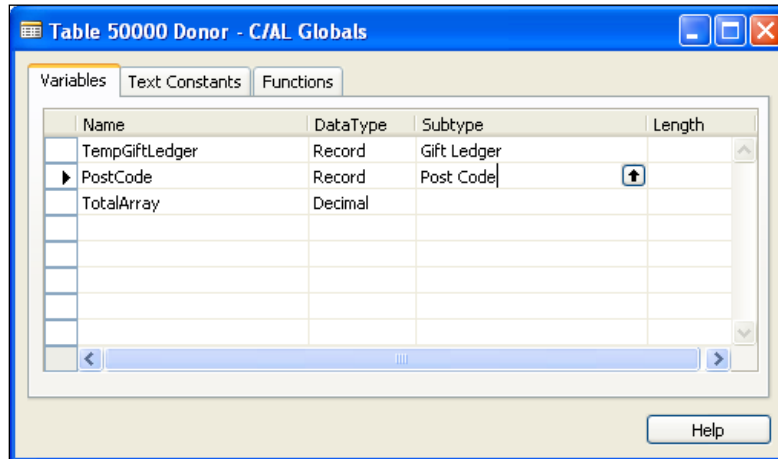 Table 50000 Donor - C/AL Globals
Variables Text Constants Functions
Name DataType Subtype Length
TempGiftLedger Record Gift Ledger
PostCode Record Post Code
TotalArray Decimal
Help